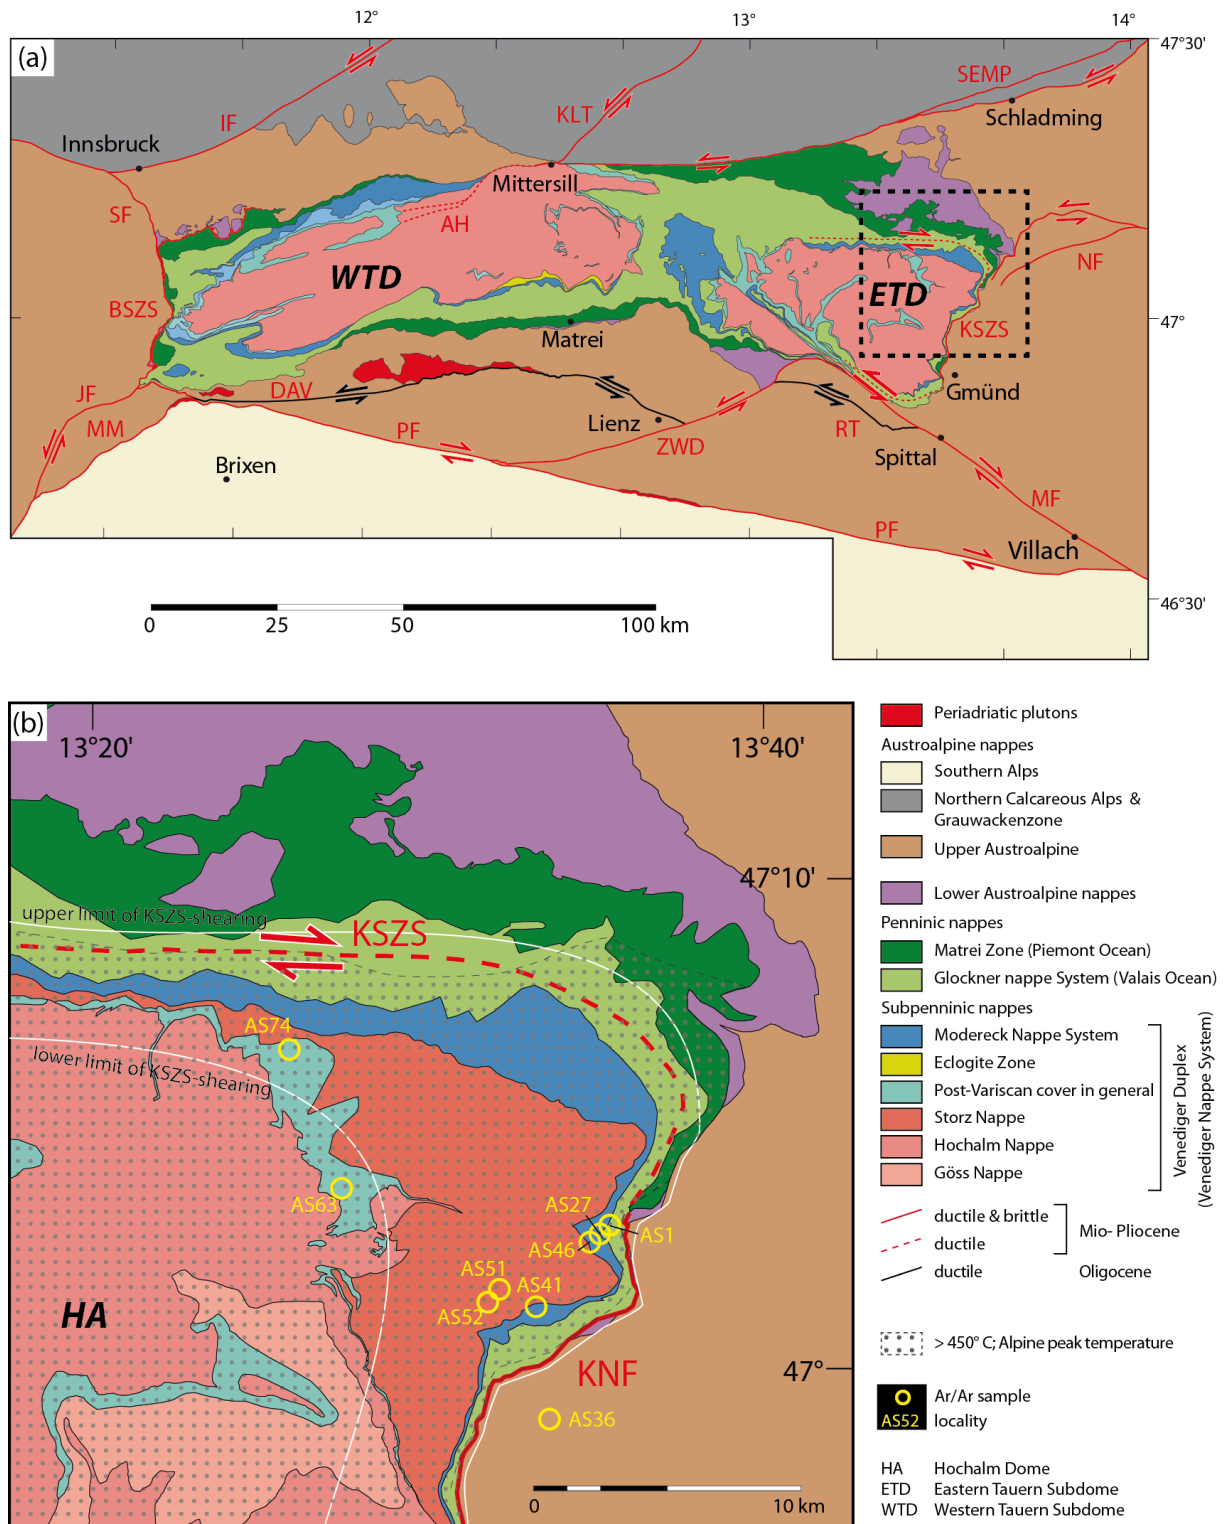 12°
13°
14°
(a)
47°30'
SEMP
KLT
IF
Schladming
Innsbruck
Mittersill
SF
AH
NF
WTD
ETD
BSZS
KSZS
47°
Matrei
JF
DAV
Gmünd
MM
PF
Lienz
RT
ZWD
Spittal
Brixen
MF
PF
Villach
46°30'
0 25 50 100 km
(b)
13°20'
13°40'
47°10'
upper limit of KSZS-shearing
KSZS
AS74
lower limit of KSZS-shearing
AS63
AS27
AS1
AS46
AS51
AS41
AS52
HA
47°
KNF
AS36
0 10 km
Periadriatic plutons
Austroalpine nappes
Southern Alps
Northern Calcareous Alps &
Grauwackenzone
Upper Austroalpine
Lower Austroalpine nappes
Penninic nappes
Matrei Zone (Piemont Ocean)
Glockner nappe System (Valais Ocean)
Subpenninic nappes
Modereck Nappe System
Eclogite Zone
Post-Variscan cover in general
Storz Nappe
Hochalm Nappe
Göss Nappe
Venediger Duplex
(Venediger Nappe System)
ductile & brittle
ductile
Mio- Pliocene
ductile
Oligocene
> 450° C; Alpine peak temperature
Ar/Ar sample
AS52 locality
HA Hochalm Dome
ETD Eastern Tauern Subdome
WTD Western Tauern Subdome